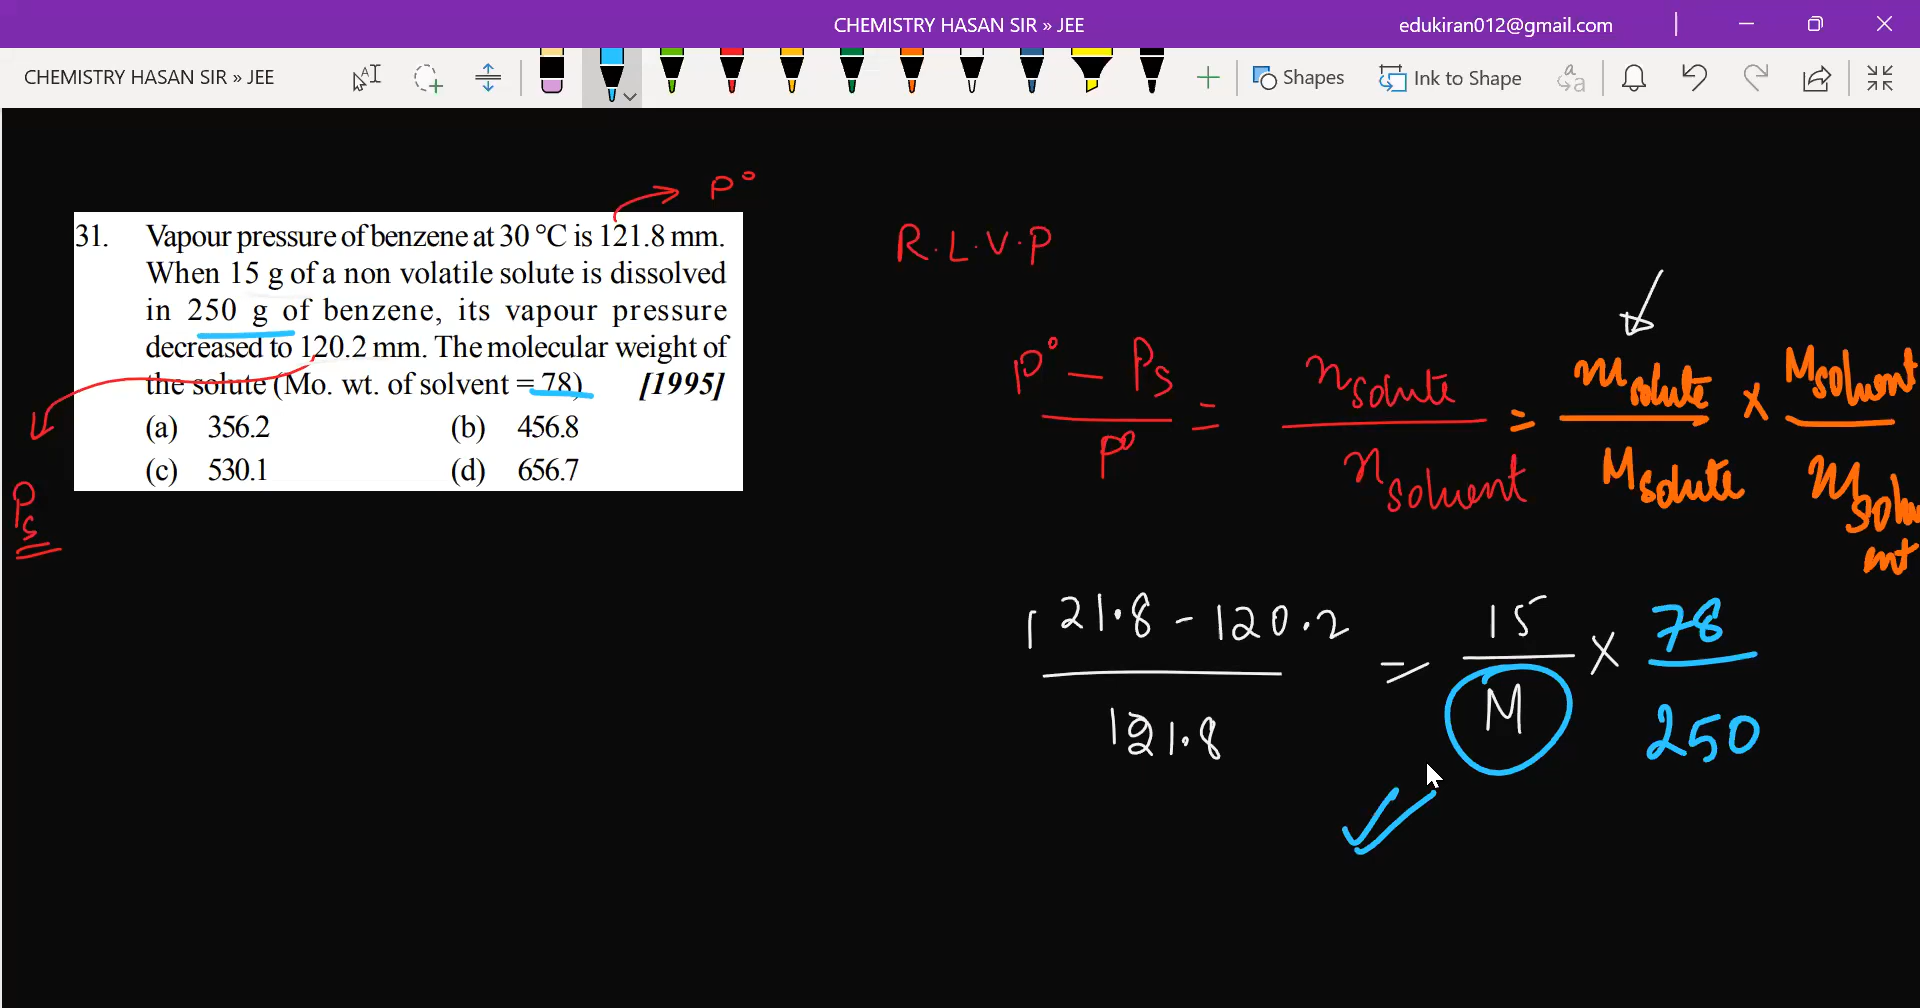 CHEMISTRY HASAN SIR » JEE
edukiran012@gmail.com
CHEMISTRY HASAN SIR » JEE
Shapes
Ink to Shape
P°
31. Vapour pressure of benzene at 30 °C is 121.8 mm.
When 15 g of a non volatile solute is dissolved
in 250 g of benzene, its vapour pressure
decreased to 120.2 mm. The molecular weight of
the solute (Mo. wt. of solvent = 78) [1995]
(a) 356.2 (b) 456.8
(c) 530.1 (d) 656.7
Ps
R.L.V.P
P° - Ps / P° = n solute / n solvent = m solute / M solute × M solvent / m solvent
121.8 - 120.2 / 121.8 = 15 / M × 78 / 250